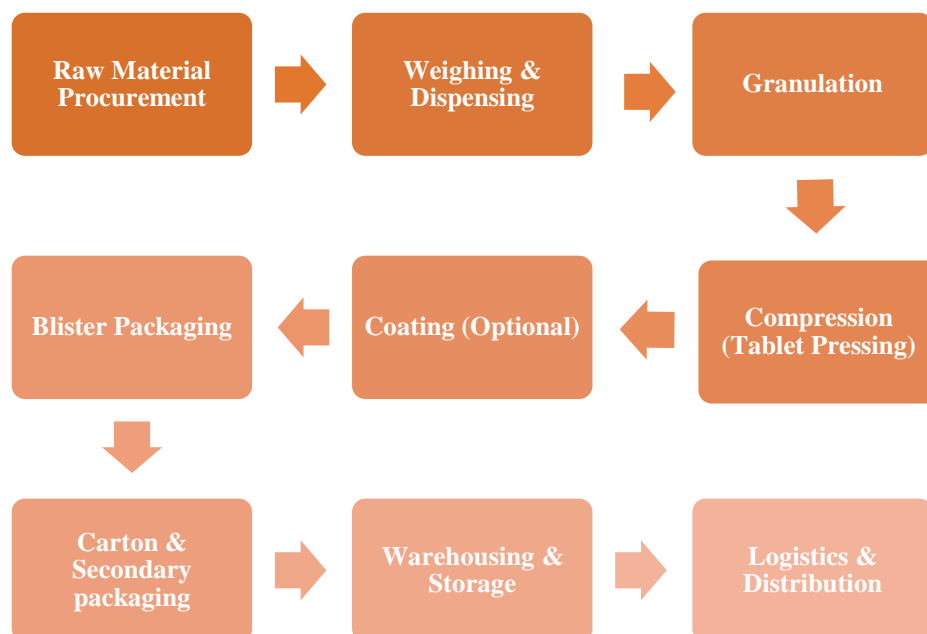 Raw Material
Procurement
Weighing &
Dispensing
Granulation
Compression
(Tablet Pressing)
Coating (Optional)
Blister Packaging
Carton &
Secondary
packaging
Warehousing &
Storage
Logistics &
Distribution